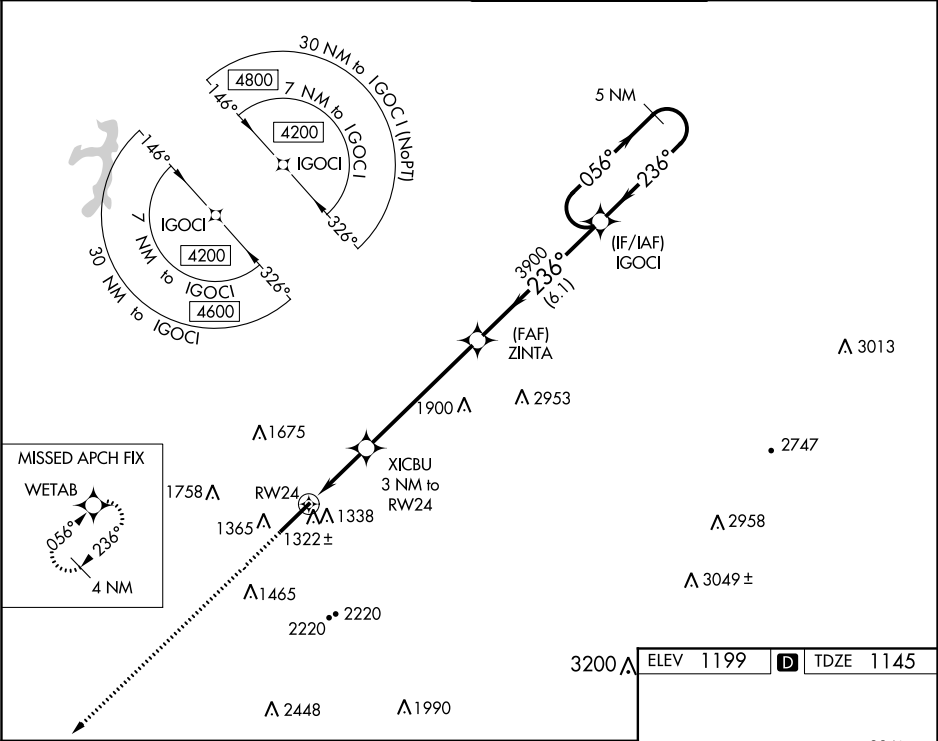 30 NM to IGOCI (NoPT)
4800
146°
7 NM to IGOCI
4200
IGOCI
326°
146°
IGOCI
7 NM to IGOCI
4200
326°
4600
30 NM to IGOCI
5 NM
056°
236°
(IF/IAF)
IGOCI
3900
236°
(6.1)
(FAF)
ZINTA
3013
1900
2953
1675
2747
XICBU
3 NM to
RW24
MISSED APCH FIX
WETAB
056°
236°
4 NM
1758
RW24
1365
1338
1322 ±
2958
3049 ±
1465
2220
2220
3200
ELEV 1199
D
TDZE 1145
2448
1990